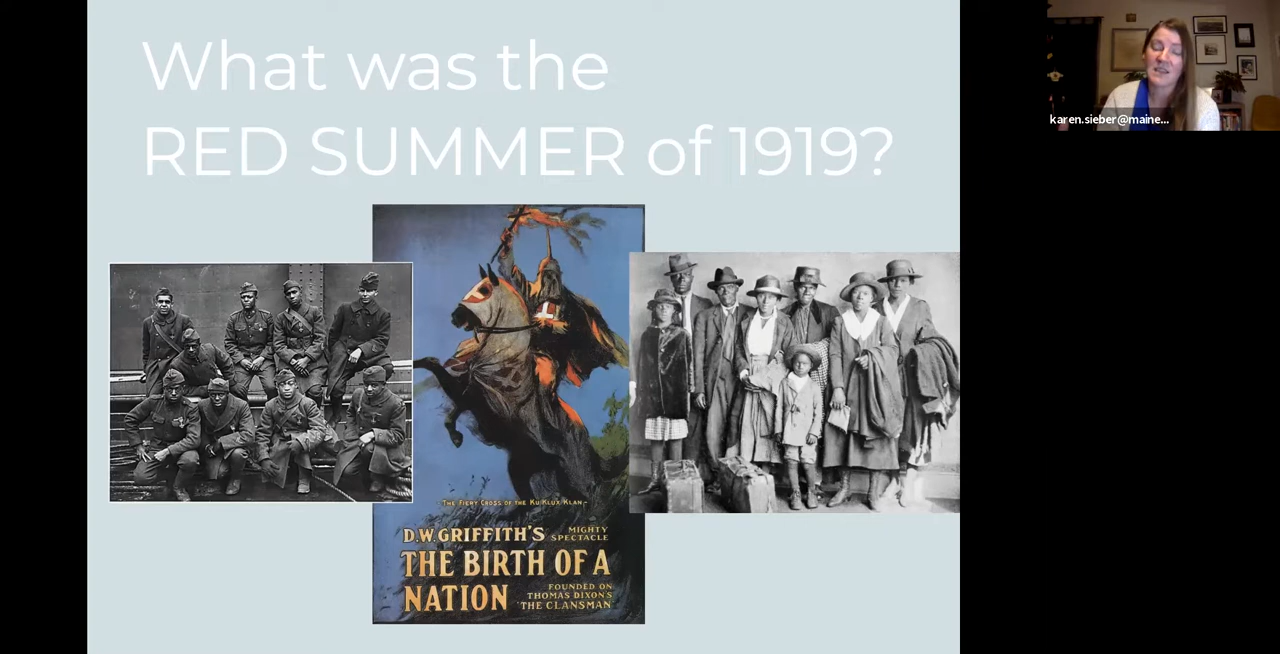 What was the
RED SUMMER of 1919?
karen.sieber@maine...
-THE FIERY CROSS OF THE KU KLUX KLAN-
D.W. GRIFFITH'S MIGHTY SPECTACLE
THE BIRTH OF A
NATION
FOUNDED ON
THOMAS DIXON'S
"THE CLANSMAN"